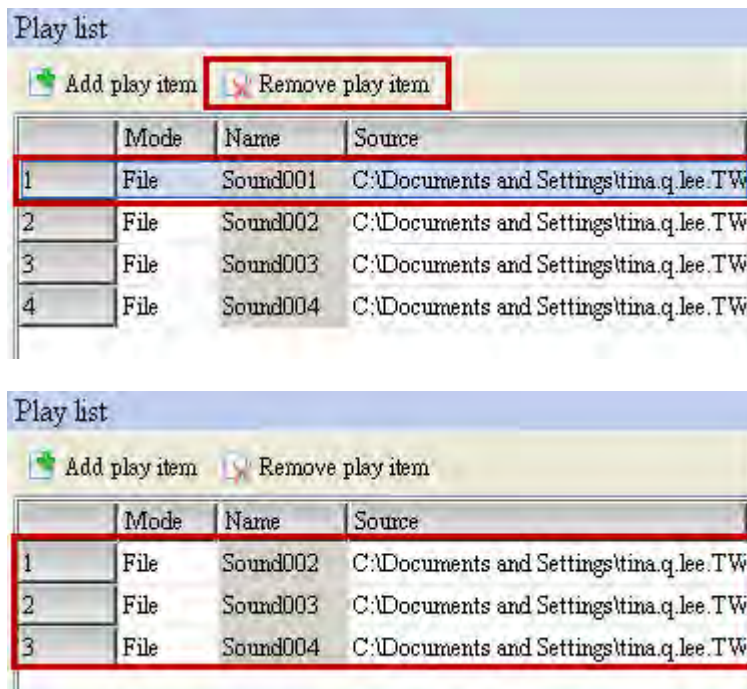 Play list
Add play item Remove play item
Mode Name Source
1 File Sound001 C:\Documents and Settings\tina.q.lee.TW
2 File Sound002 C:\Documents and Settings\tina.q.lee.TW
3 File Sound003 C:\Documents and Settings\tina.q.lee.TW
4 File Sound004 C:\Documents and Settings\tina.q.lee.TW
Play list
Add play item Remove play item
Mode Name Source
1 File Sound002 C:\Documents and Settings\tina.q.lee.TW
2 File Sound003 C:\Documents and Settings\tina.q.lee.TW
3 File Sound004 C:\Documents and Settings\tina.q.lee.TW